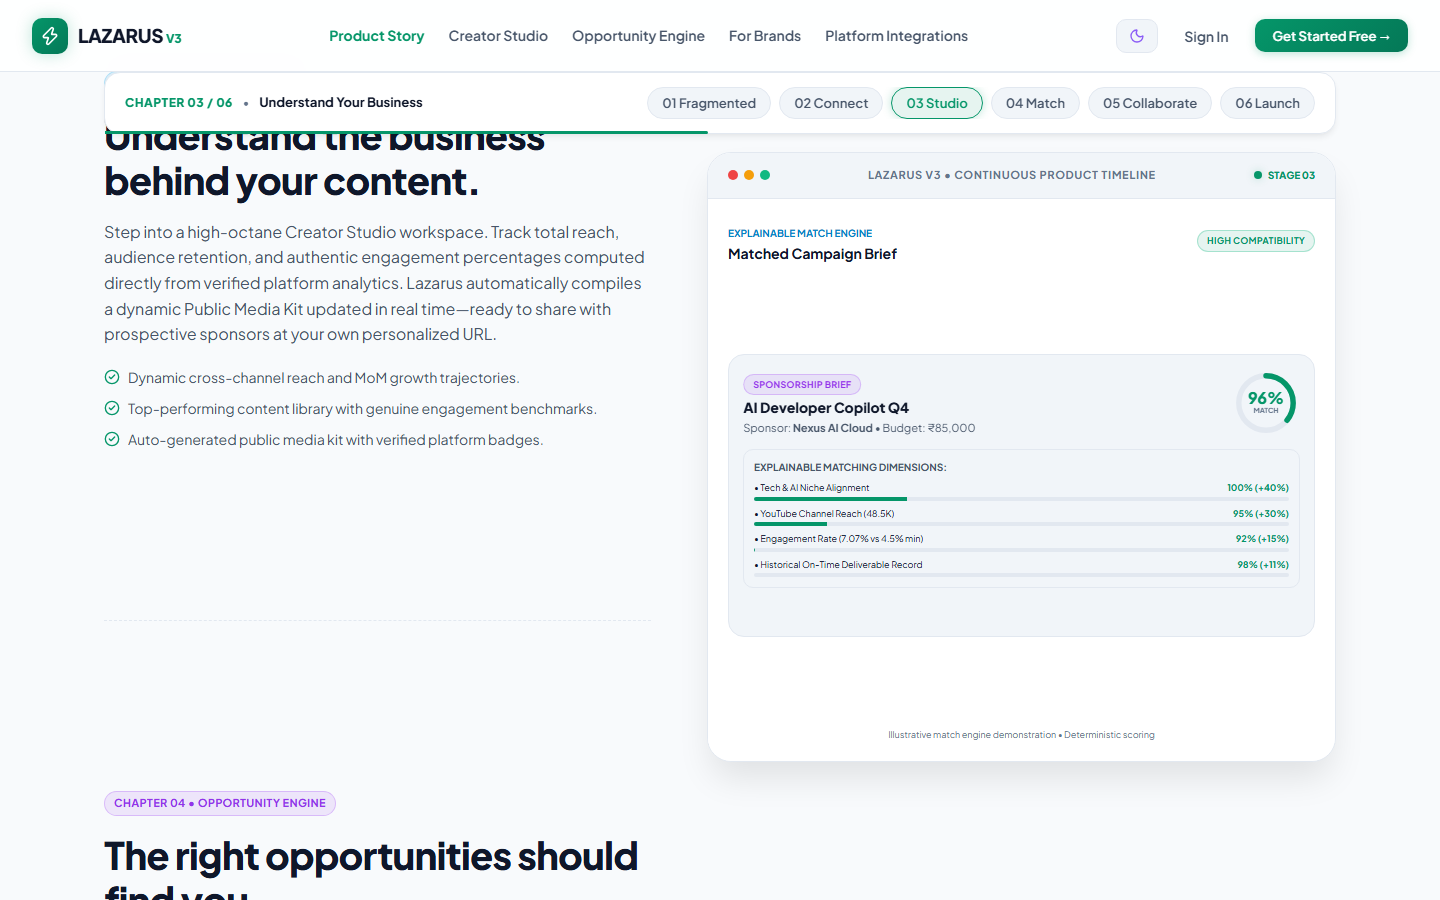 LAZARUS V3
Product Story
Creator Studio
Opportunity Engine
For Brands
Platform Integrations
Sign In
Get Started Free →
CHAPTER 03 / 06 • Understand Your Business
01 Fragmented
02 Connect
03 Studio
04 Match
05 Collaborate
06 Launch
Understand the business
behind your content.
Step into a high-octane Creator Studio workspace. Track total reach,
audience retention, and authentic engagement percentages computed
directly from verified platform analytics. Lazarus automatically compiles
a dynamic Public Media Kit updated in real time—ready to share with
prospective sponsors at your own personalized URL.
Dynamic cross-channel reach and MoM growth trajectories.
Top-performing content library with genuine engagement benchmarks.
Auto-generated public media kit with verified platform badges.
LAZARUS V3 • CONTINUOUS PRODUCT TIMELINE
STAGE 03
EXPLAINABLE MATCH ENGINE
Matched Campaign Brief
HIGH COMPATIBILITY
SPONSORSHIP BRIEF
AI Developer Copilot Q4
Sponsor: Nexus AI Cloud • Budget: ₹85,000
96%
MATCH
EXPLAINABLE MATCHING DIMENSIONS:
• Tech & AI Niche Alignment 100% (+40%)
• YouTube Channel Reach (48.5K) 95% (+30%)
• Engagement Rate (7.07% vs 4.5% min) 92% (+15%)
• Historical On-Time Deliverable Record 98% (+11%)
Illustrative match engine demonstration • Deterministic scoring
CHAPTER 04 • OPPORTUNITY ENGINE
The right opportunities should
find you